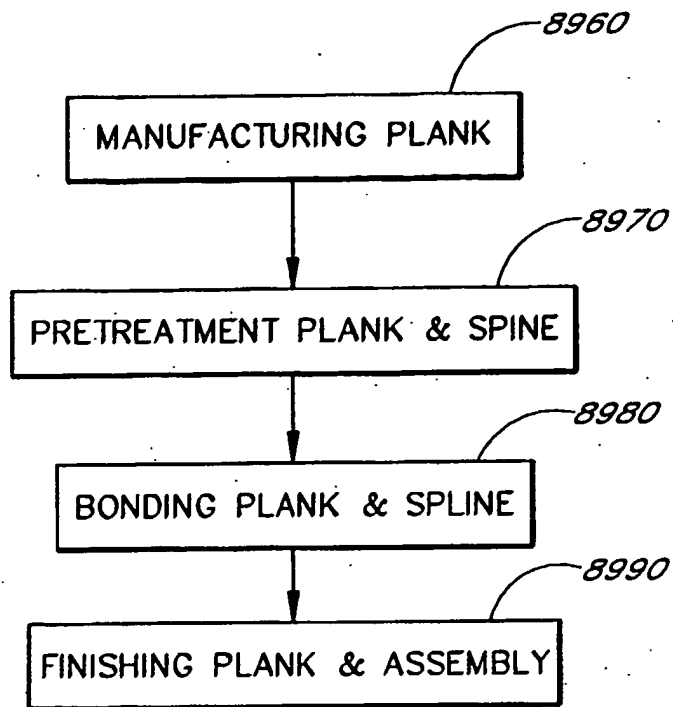 8960
MANUFACTURING PLANK
8970
PRETREATMENT PLANK & SPINE
8980
BONDING PLANK & SPLINE
8990
FINISHING PLANK & ASSEMBLY